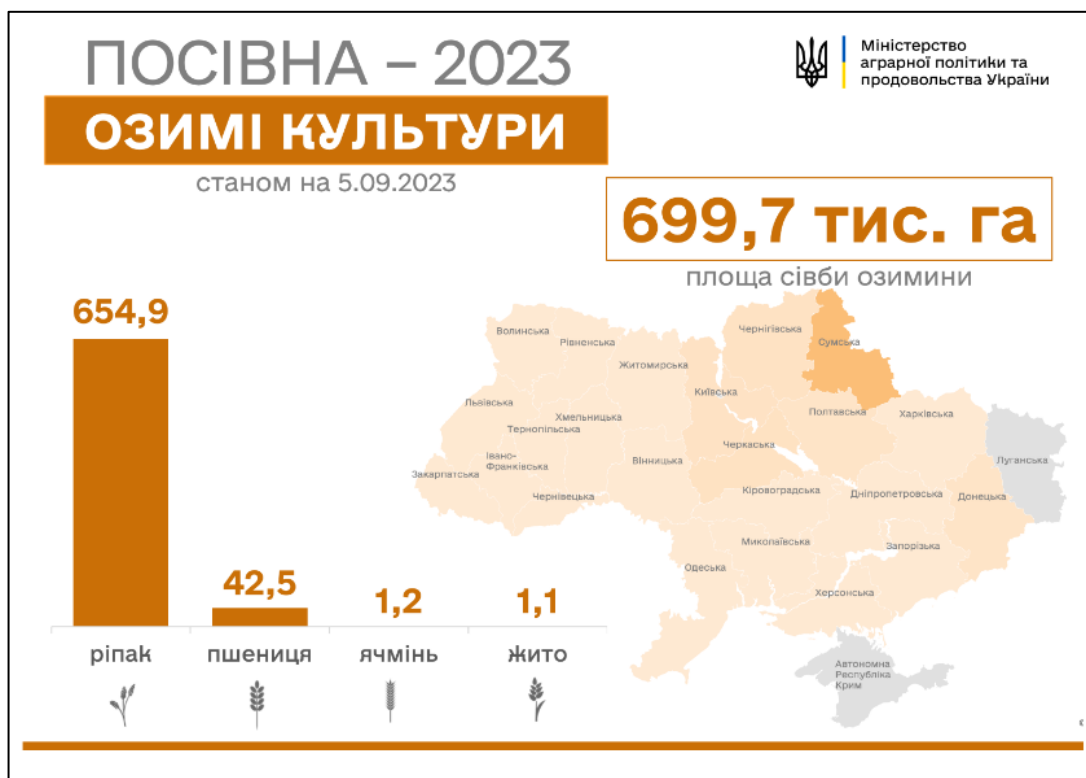 ПОСІВНА – 2023
ОЗИМІ КУЛЬТУРИ
станом на 5.09.2023
Міністерство
аграрної політики та
продовольства України
699,7 тис. га
площа сівби озимини
654,9
42,5
1,2
1,1
ріпак
пшениця
ячмінь
жито
Волинська
Рівненська
Житомирська
Київська
Чернігівська
Сумська
Львівська
Тернопільська
Хмельницька
Полтавська
Харківська
Закарпатська
Івано-
Франківська
Вінницька
Черкаська
Луганська
Чернівецька
Кіровоградська
Дніпропетровська
Донецька
Миколаївська
Запорізька
Одеська
Херсонська
Автономна
Республіка
Крим